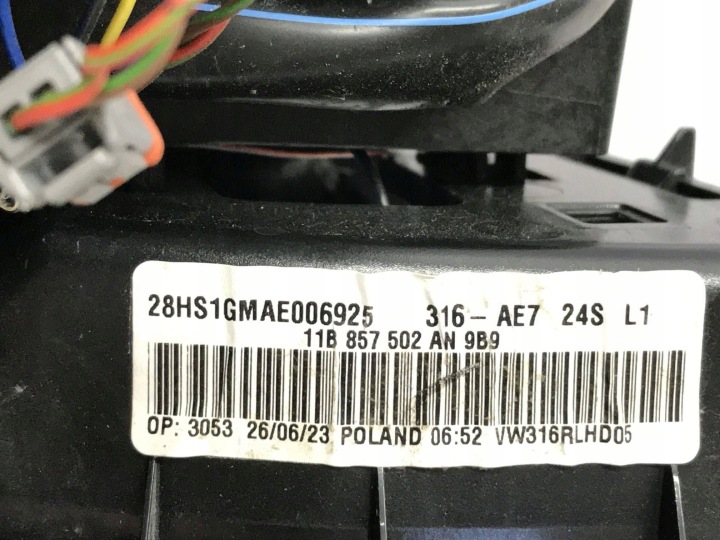 28HS1GMAE006925 316-AE7 24S L1
11B 857 502 AN 9B9
OP: 3053 26/06/23 POLAND 06:52 VW316RLHD05